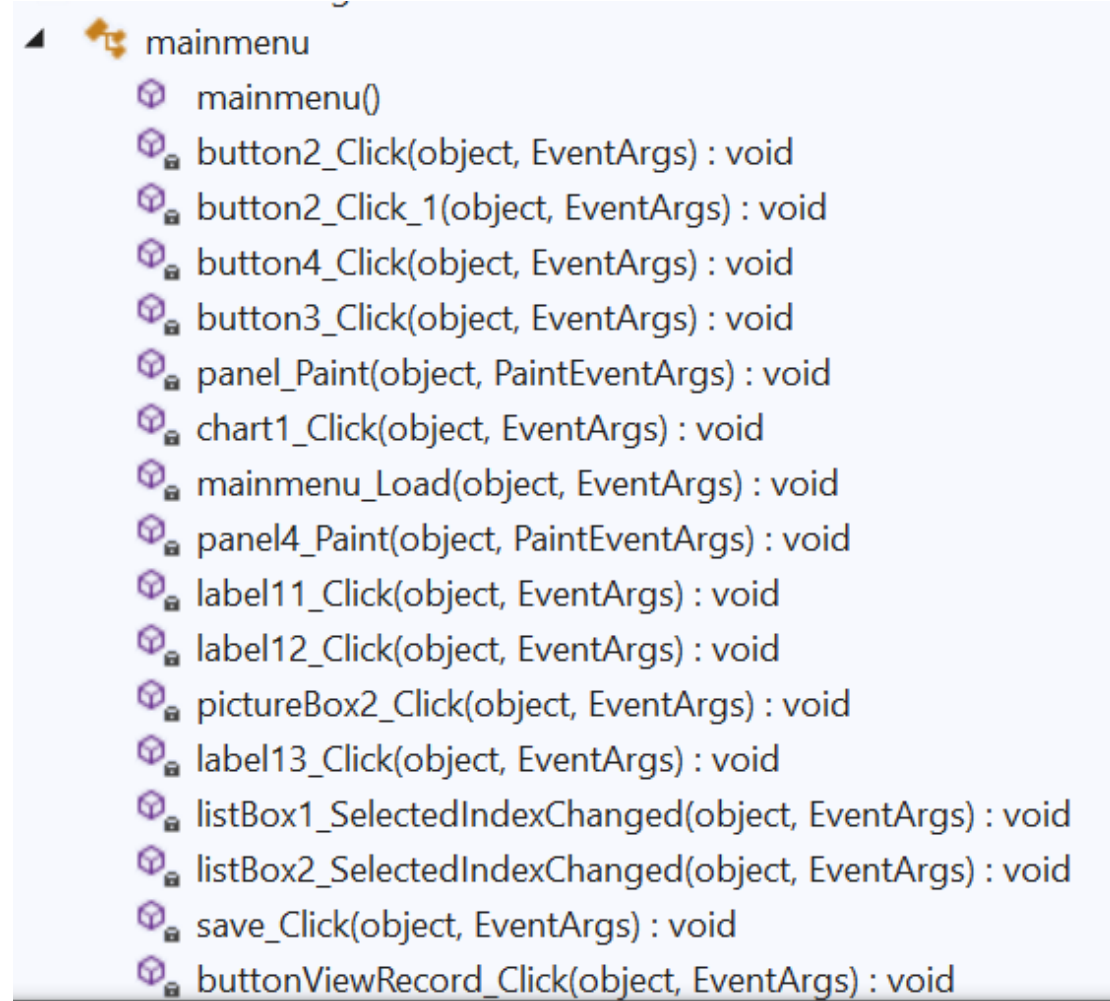 mainmenu
mainmenu()
button2_Click(object, EventArgs) : void
button2_Click_1(object, EventArgs) : void
button4_Click(object, EventArgs) : void
button3_Click(object, EventArgs) : void
panel_Paint(object, PaintEventArgs) : void
chart1_Click(object, EventArgs) : void
mainmenu_Load(object, EventArgs) : void
panel4_Paint(object, PaintEventArgs) : void
label11_Click(object, EventArgs) : void
label12_Click(object, EventArgs) : void
pictureBox2_Click(object, EventArgs) : void
label13_Click(object, EventArgs) : void
listBox1_SelectedIndexChanged(object, EventArgs) : void
listBox2_SelectedIndexChanged(object, EventArgs) : void
save_Click(object, EventArgs) : void
buttonViewRecord_Click(object, EventArgs) : void